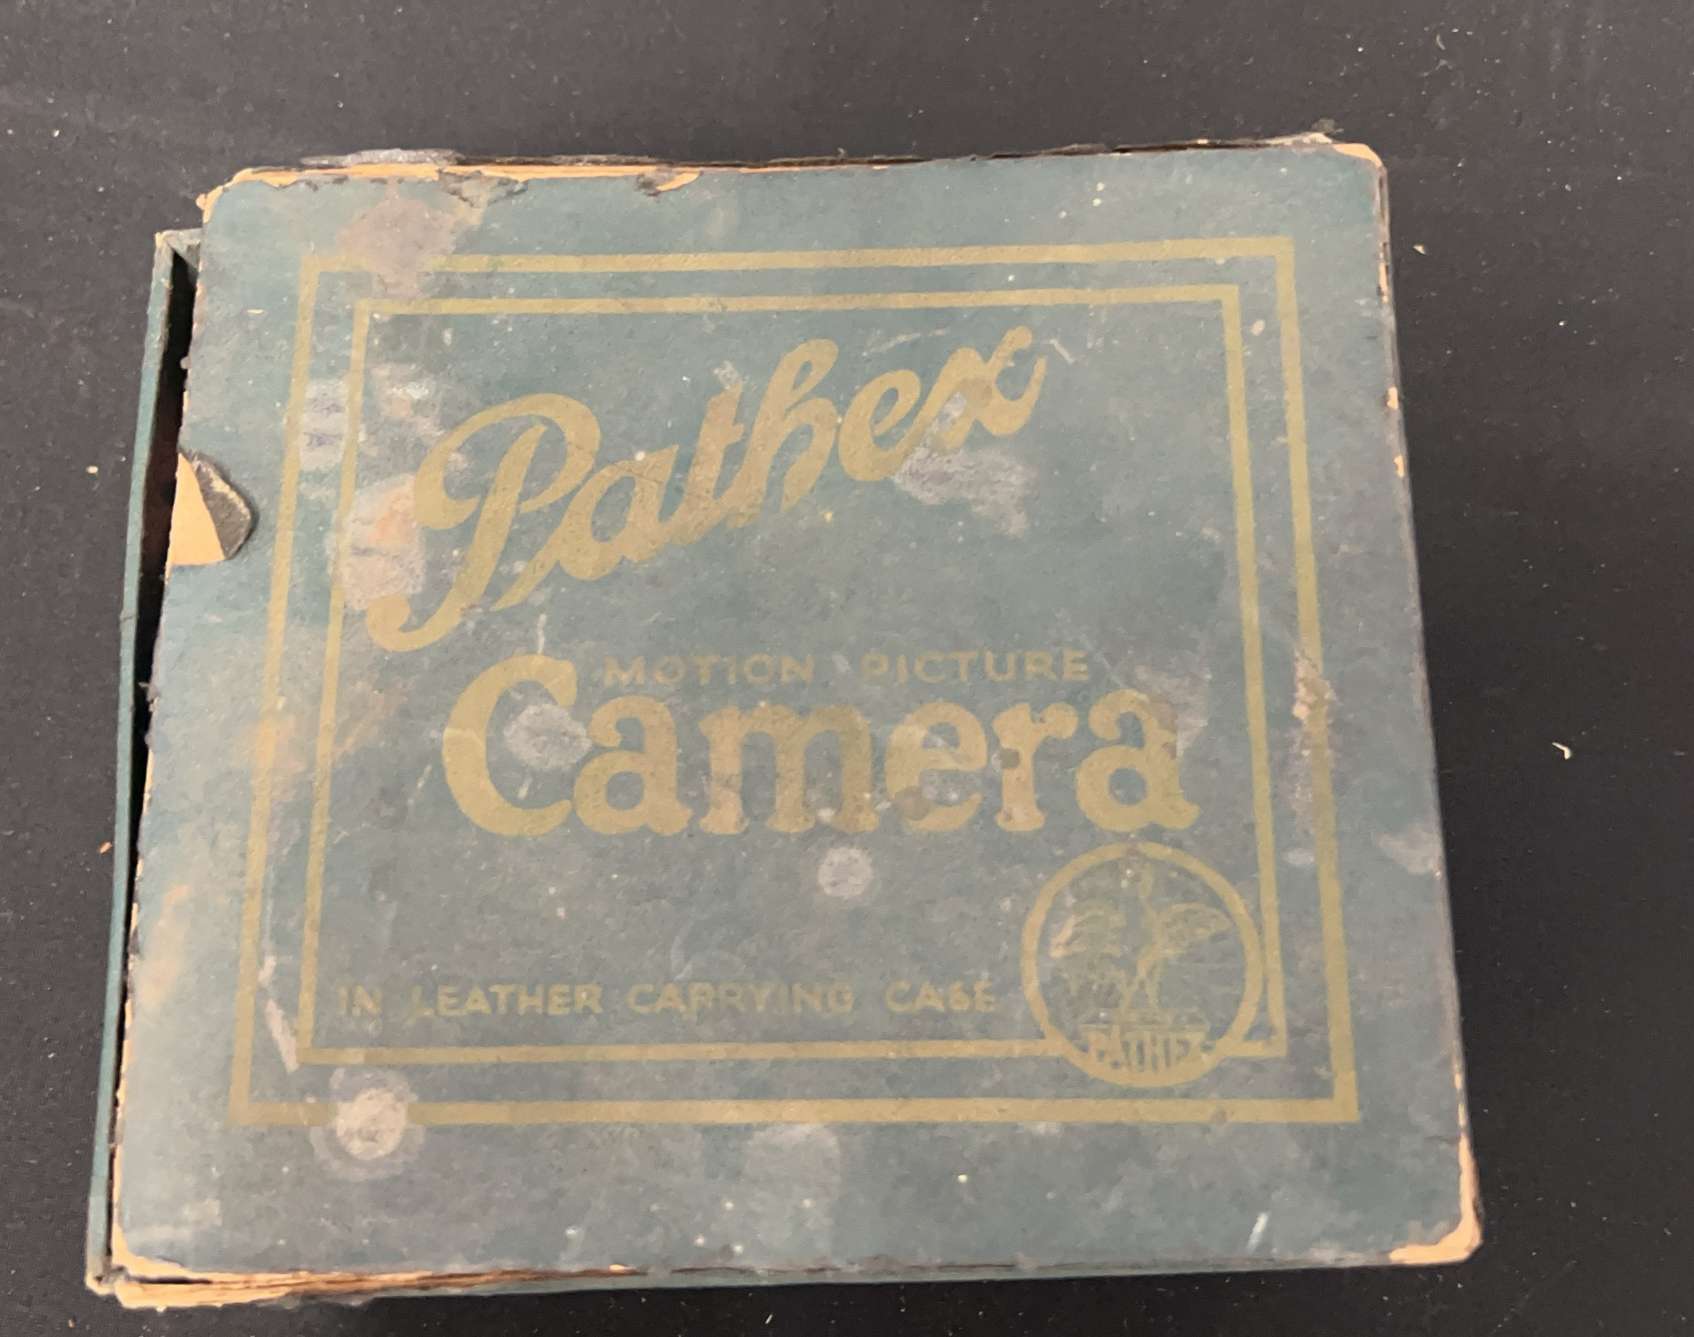 Pathex
MOTION PICTURE
Camera
IN LEATHER CARRYING CASE
PATHEX